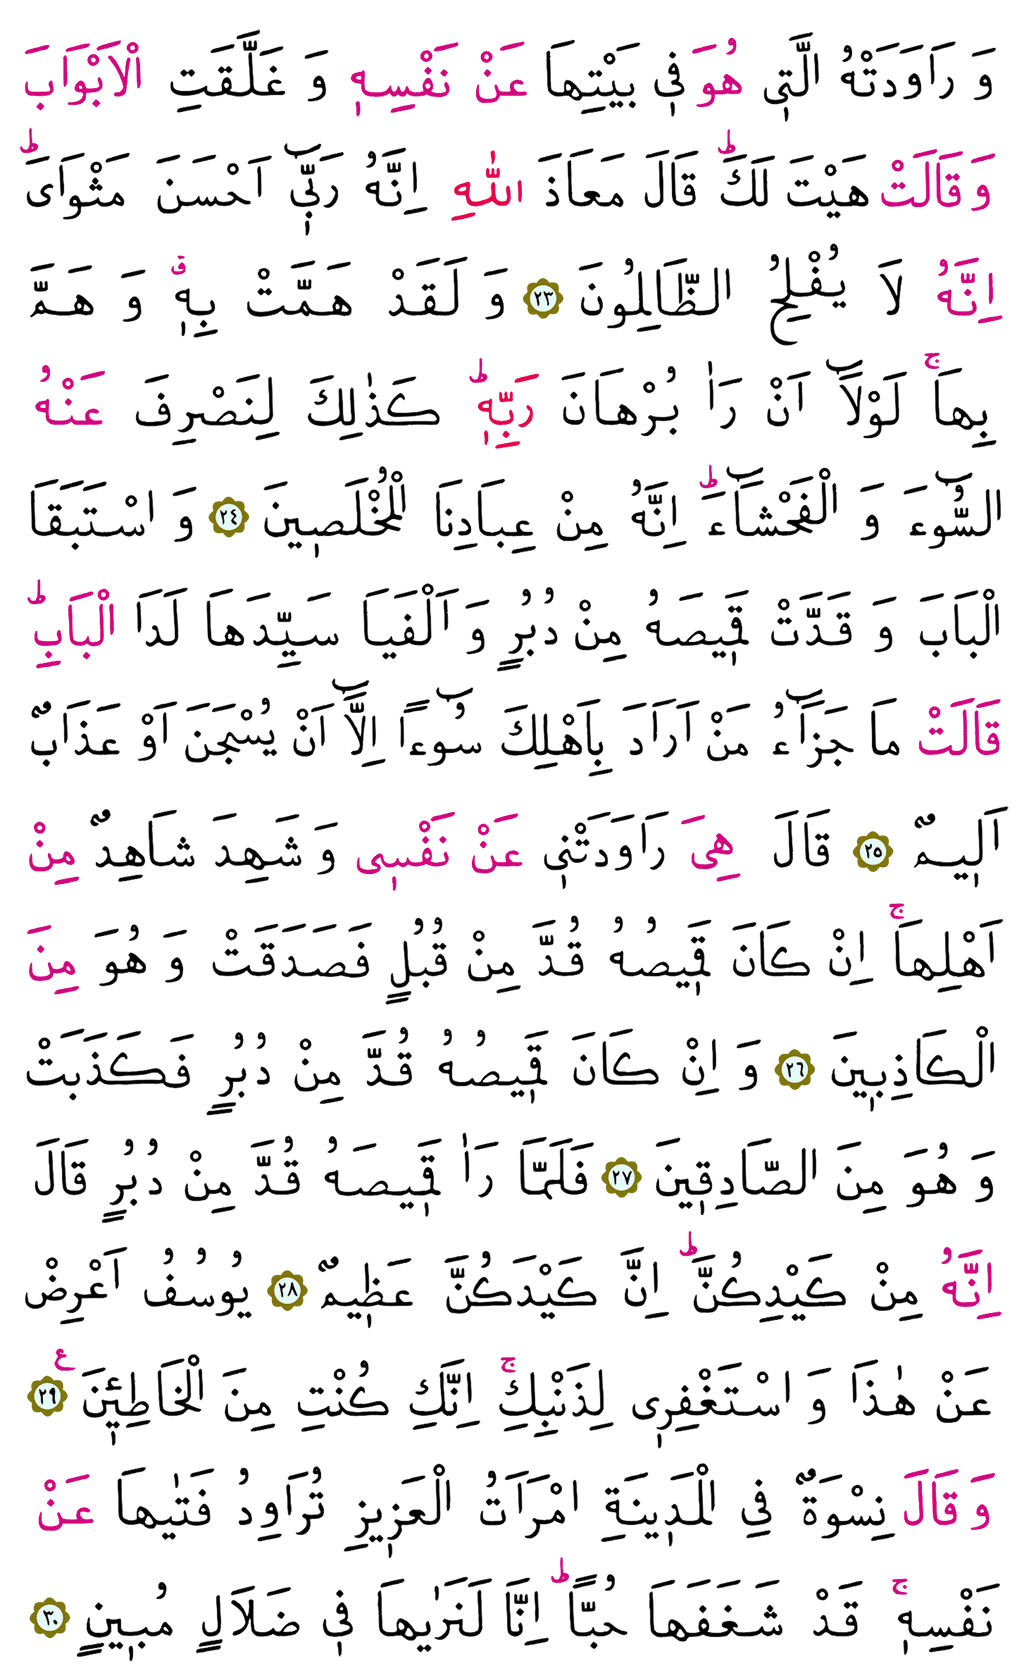 وَ رَاوَدَتْهُ الَّتٖى هُوَ فٖى بَيْتِهَا عَنْ نَفْسِهٖ وَ غَلَّقَتِ الْاَبْوَابَ
وَ قَالَتْ هَيْتَ لَكَؕ قَالَ مَعَاذَ اللّٰهِ اِنَّهُ رَبّٖٓى اَحْسَنَ مَثْوَاىَؕ
اِنَّهُ لَا يُفْلِحُ الظَّالِمُونَ ﴿٢٣﴾ وَ لَقَدْ هَمَّتْ بِهٖۗ وَ هَمَّ
بِهَاۚ لَوْلَآ اَنْ رَاٰ بُرْهَانَ رَبِّهٖؕ كَذٰلِكَ لِنَصْرِفَ عَنْهُ
السُّٓوءَ وَ الْفَحْشَٓاءَؕ اِنَّهُ مِنْ عِبَادِنَا الْمُخْلَصٖينَ ﴿٢٤﴾ وَ اسْتَبَقَا
الْبَابَ وَ قَدَّتْ قَمٖيصَهُ مِنْ دُبُرٍ وَ اَلْفَيَا سَيِّدَهَا لَدَا الْبَابِؕ
قَالَتْ مَا جَزَٓاءُ مَنْ اَرَادَ بِاَهْلِكَ سُٓوءًا اِلَّٓا اَنْ يُسْجَنَ اَوْ عَذَابٌ
اَلٖيمٌ ﴿٢٥﴾ قَالَ هِىَ رَاوَدَتْنٖى عَنْ نَفْسٖى وَ شَهِدَ شَاهِدٌ مِنْ
اَهْلِهَاۚ اِنْ كَانَ قَمٖيصُهُ قُدَّ مِنْ قُبُلٍ فَصَدَقَتْ وَ هُوَ مِنَ
الْكَاذِبٖينَ ﴿٢٦﴾ وَ اِنْ كَانَ قَمٖيصُهُ قُدَّ مِنْ دُبُرٍ فَكَذَبَتْ
وَ هُوَ مِنَ الصَّادِقٖينَ ﴿٢٧﴾ فَلَمَّا رَاٰ قَمٖيصَهُ قُدَّ مِنْ دُبُرٍ قَالَ
اِنَّهُ مِنْ كَيْدِكُنَّؕ اِنَّ كَيْدَكُنَّ عَظٖيمٌ ﴿٢٨﴾ يُوسُفُ اَعْرِضْ
عَنْ هٰذَا وَ اسْتَغْفِرٖى لِذَنْبِكِۚ اِنَّكِ كُنْتِ مِنَ الْخَاطِئٖينَ ﴿٢٩﴾ ع
وَ قَالَ نِسْوَةٌ فِى الْمَدٖينَةِ امْرَاَتُ الْعَزٖيزِ تُرَاوِدُ فَتٰيهَا عَنْ
نَفْسِهٖۚ قَدْ شَغَفَهَا حُبًّاؕ اِنَّا لَنَرٰيهَا فٖى ضَلَالٍ مُبٖينٍ ﴿٣٠﴾